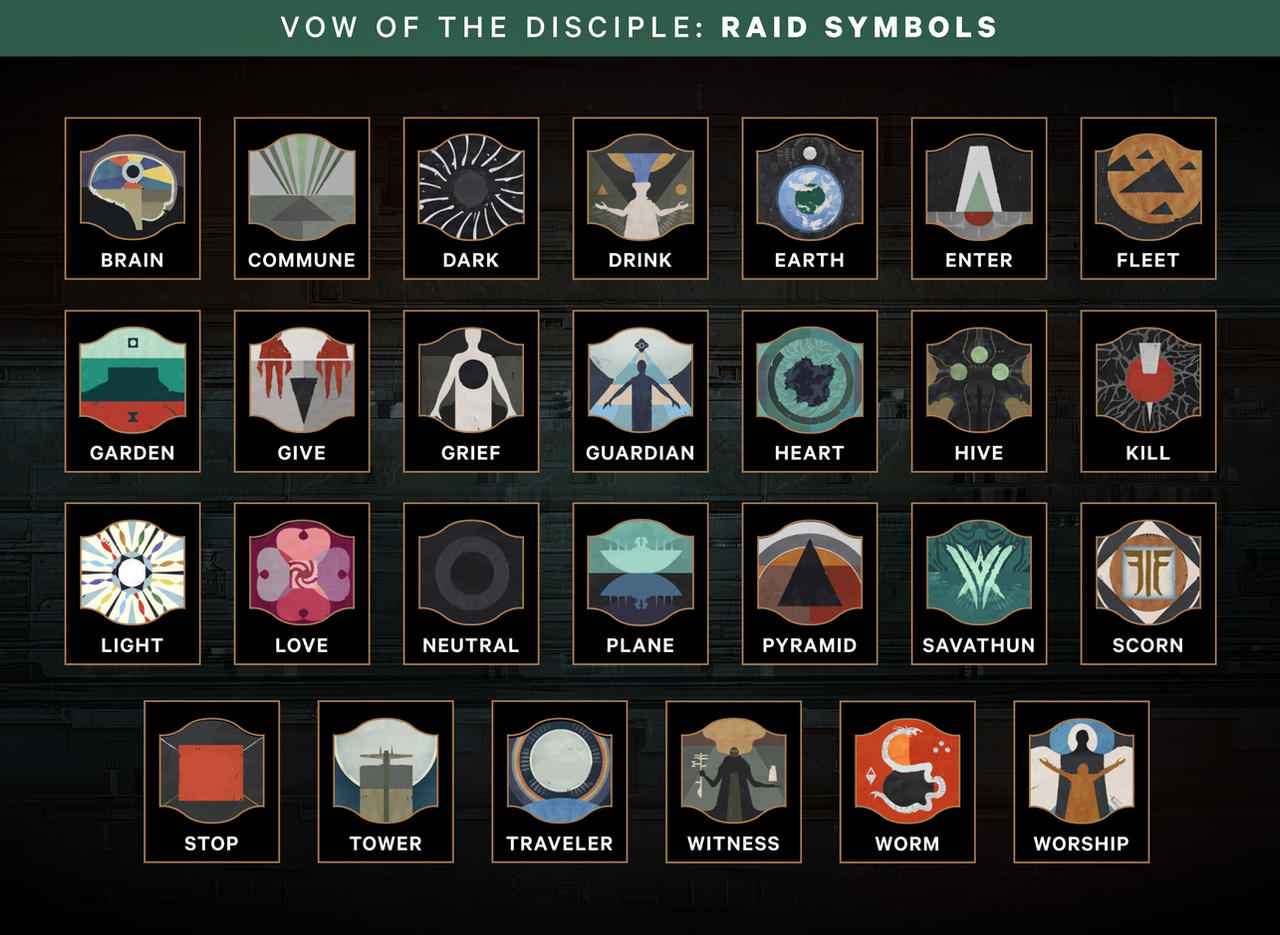 VOW OF THE DISCIPLE: RAID SYMBOLS
BRAIN
COMMUNE
DARK
DRINK
EARTH
ENTER
FLEET
GARDEN
GIVE
GRIEF
GUARDIAN
HEART
HIVE
KILL
LIGHT
LOVE
NEUTRAL
PLANE
PYRAMID
SAVATHUN
SCORN
STOP
TOWER
TRAVELER
WITNESS
WORM
WORSHIP